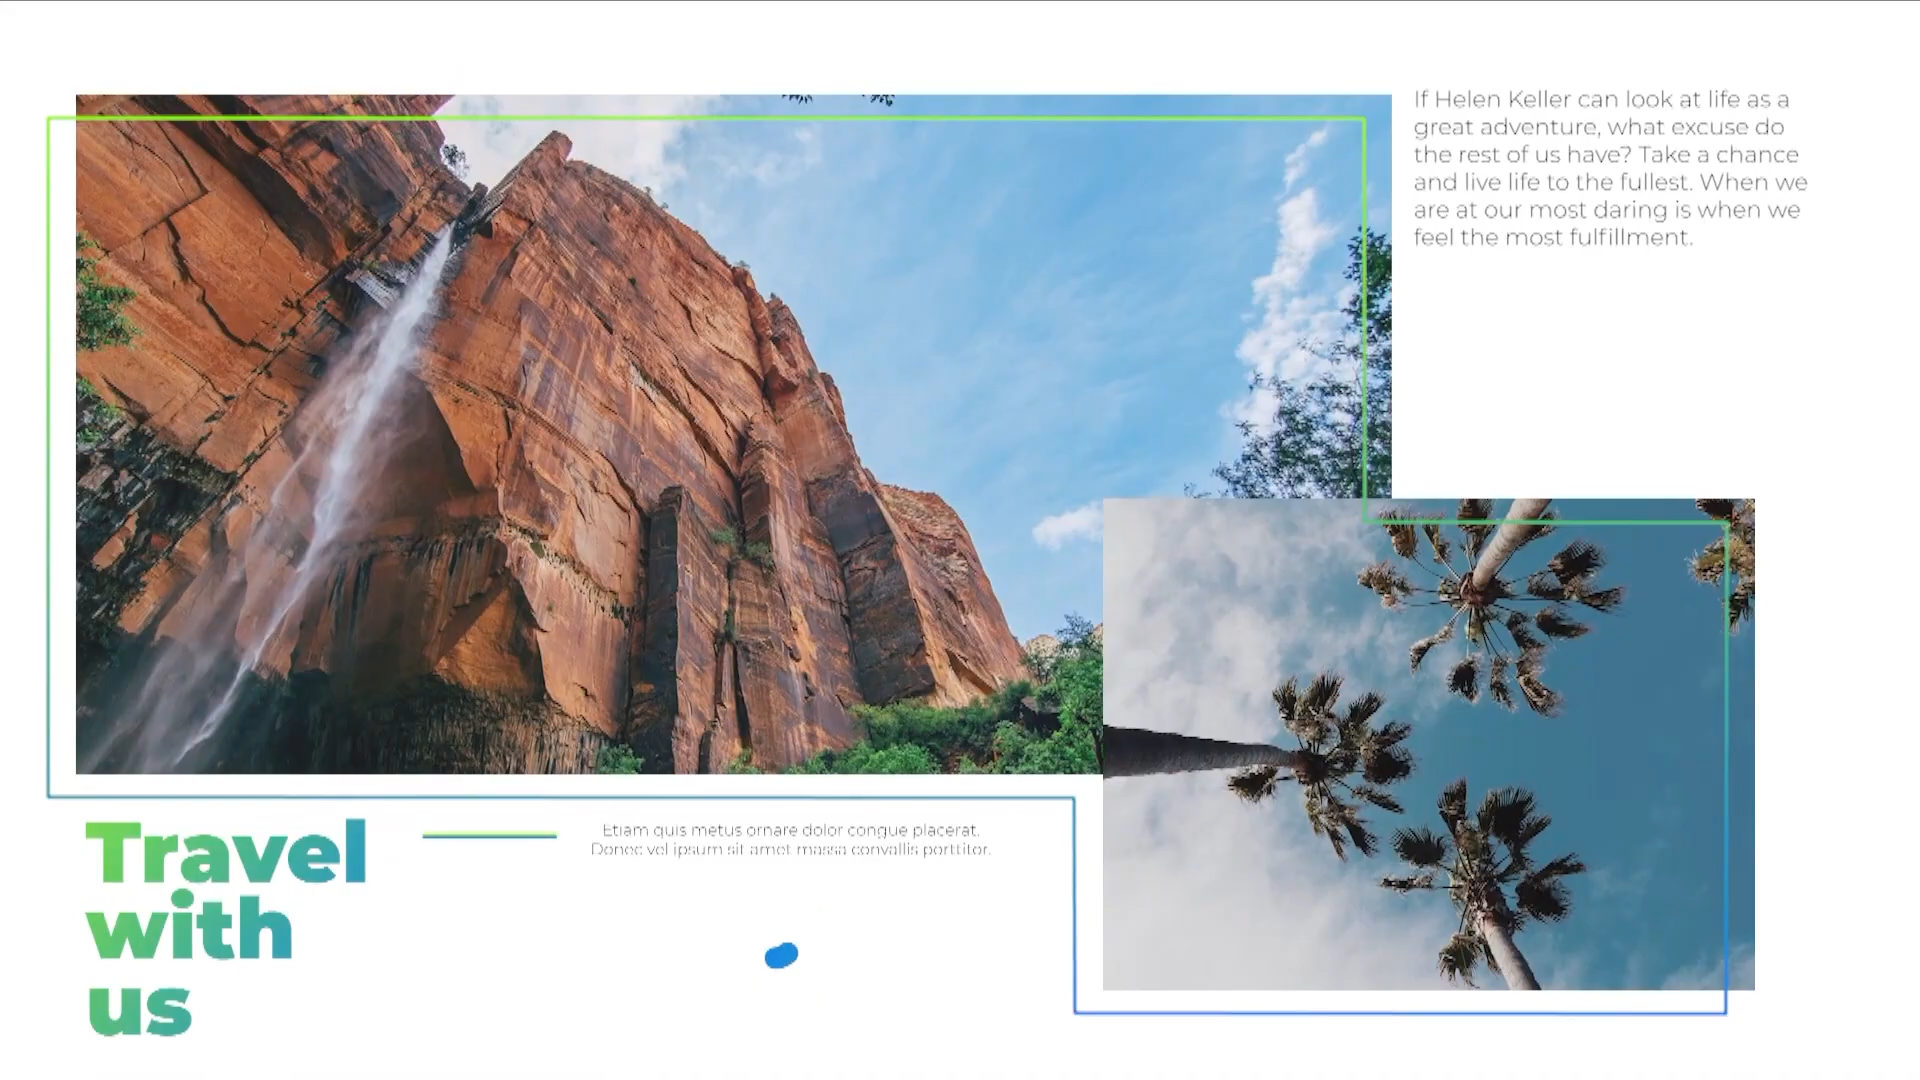 If Helen Keller can look at life as a
great adventure, what excuse do
the rest of us have? Take a chance
and live life to the fullest. When we
are at our most daring is when we
feel the most fulfillment.
Travel
with
us
Etiam quis metus ornare dolor congue placerat.
Donec vel ipsum sit amet massa convallis porttitor.